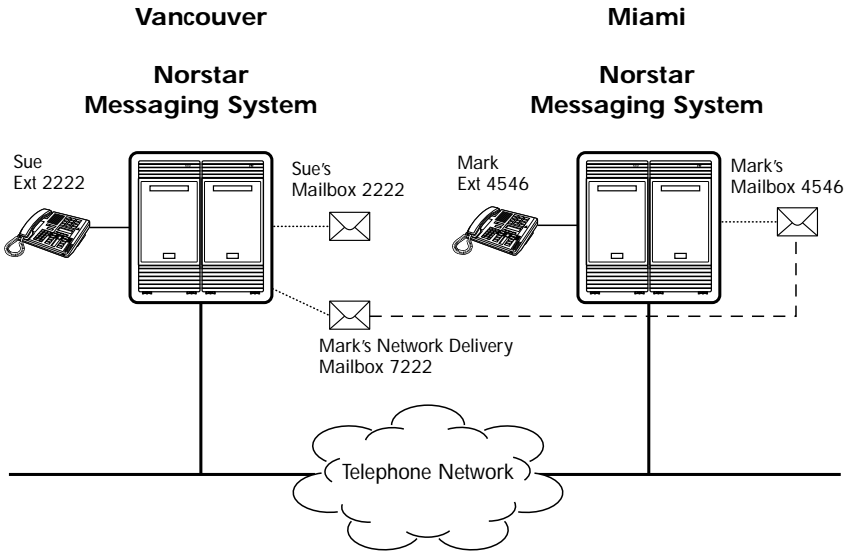 Vancouver
Norstar
Messaging System
Sue
Ext 2222
Sue's
Mailbox 2222
Mark's Network Delivery
Mailbox 7222
Miami
Norstar
Messaging System
Mark
Ext 4546
Mark's
Mailbox 4546
Telephone Network